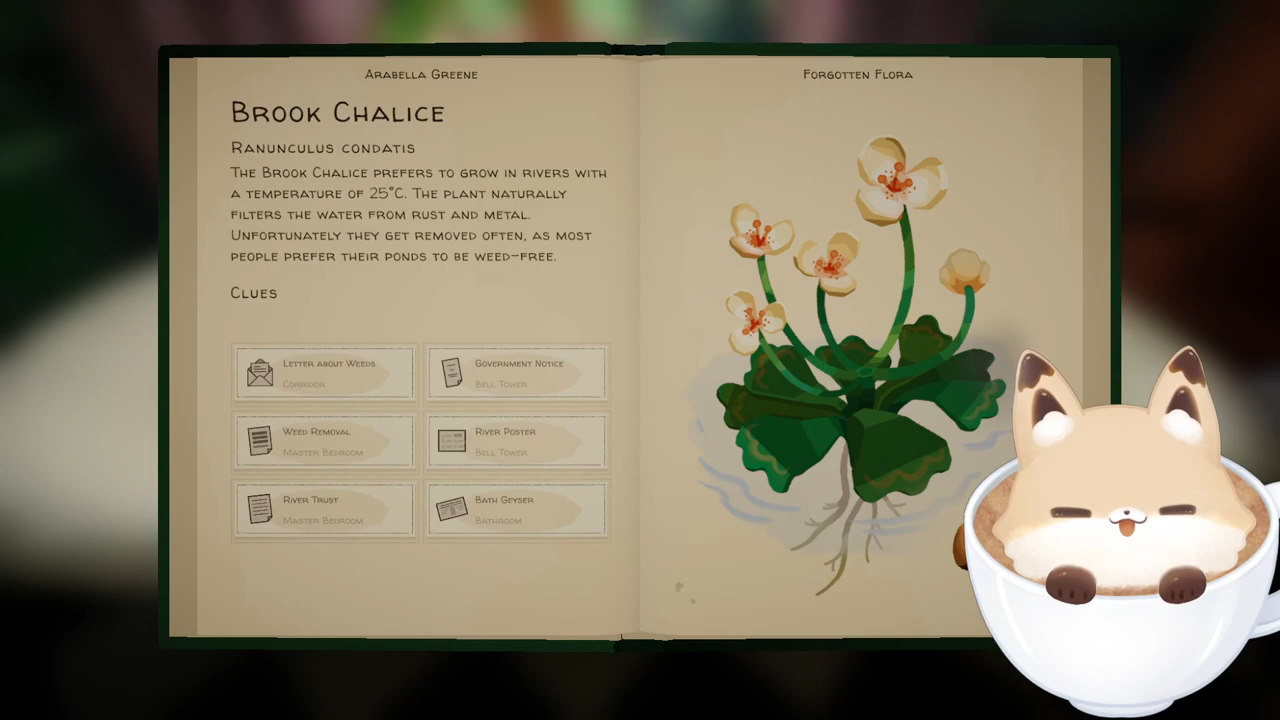 Arabella Greene
Forgotten Flora
Brook Chalice
Ranunculus condatis
The Brook Chalice prefers to grow in rivers with
a temperature of 25°C. The plant naturally
filters the water from rust and metal.
Unfortunately they get removed often, as most
people prefer their ponds to be weed-free.
Clues
Letter about Weeds
Corridor
Government Notice
Bell Tower
Weed Removal
Master Bedroom
River Poster
Bell Tower
River Trust
Master Bedroom
Bath Geyser
Bathroom